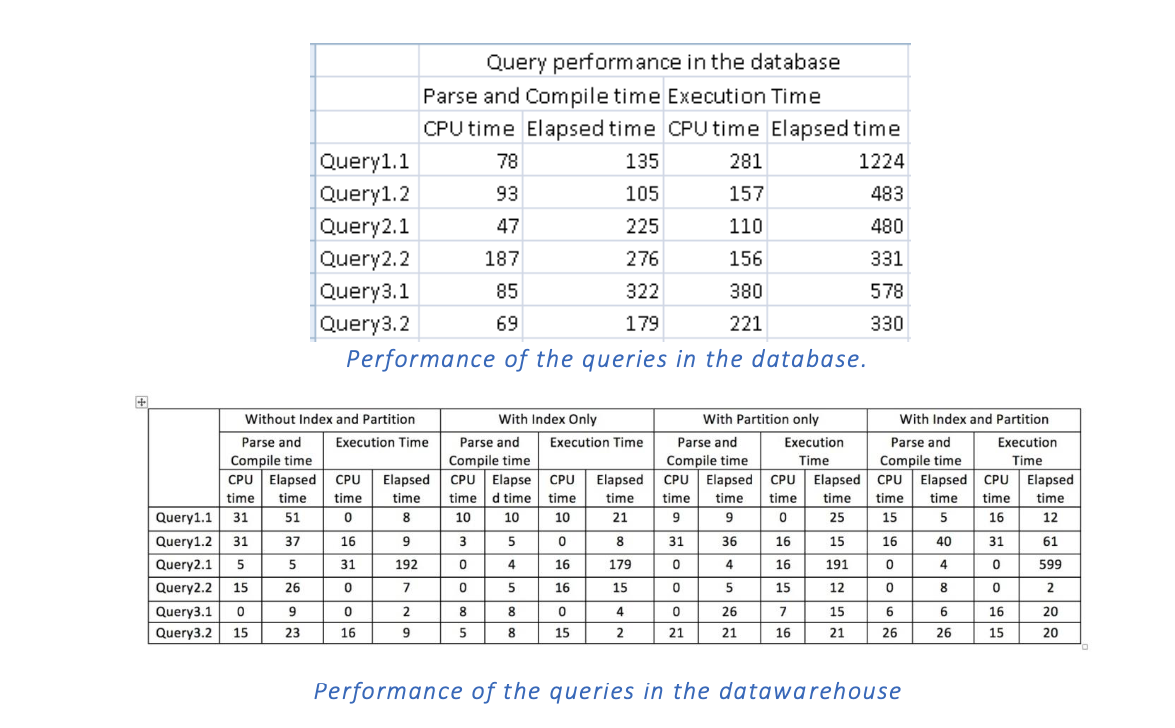 Query performance in the database
Parse and Compile time Execution Time
CPU time Elapsed time CPU time Elapsed time
Query1.1 78 135 281 1224
Query1.2 93 105 157 483
Query2.1 47 225 110 480
Query2.2 187 276 156 331
Query3.1 85 322 380 578
Query3.2 69 179 221 330
Performance of the queries in the database.
Without Index and Partition With Index Only With Partition only With Index and Partition
Parse and Execution Time Parse and Execution Time Parse and Execution Parse and Execution
Compile time Compile time Compile time Time Compile time Time
CPU Elapsed CPU Elapsed CPU Elapse CPU Elapsed CPU Elapsed CPU Elapsed CPU Elapsed CPU Elapsed
time time time time time d time time time time time time time time time time time
Query1.1 31 51 0 8 10 10 10 21 9 9 0 25 15 5 16 12
Query1.2 31 37 16 9 3 5 0 8 31 36 16 15 16 40 31 61
Query2.1 5 5 31 192 0 4 16 179 0 4 16 191 0 4 0 599
Query2.2 15 26 0 7 0 5 16 15 0 5 15 12 0 8 0 2
Query3.1 0 9 0 2 8 8 0 4 0 26 7 15 6 6 16 20
Query3.2 15 23 16 9 5 8 15 2 21 21 16 21 26 26 15 20
Performance of the queries in the datawarehouse